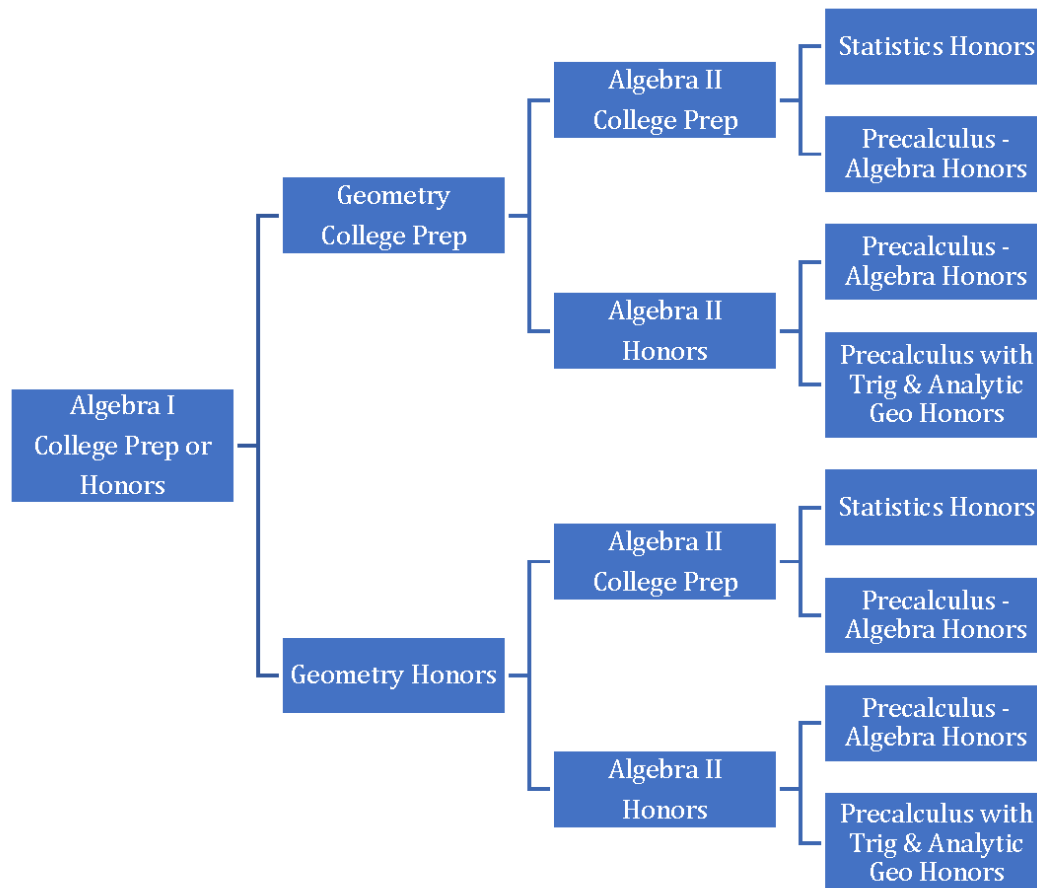 Algebra I
College Prep or
Honors
Geometry
College Prep
Algebra II
College Prep
Statistics Honors
Precalculus -
Algebra Honors
Algebra II
Honors
Precalculus -
Algebra Honors
Precalculus with
Trig & Analytic
Geo Honors
Geometry Honors
Algebra II
College Prep
Statistics Honors
Precalculus -
Algebra Honors
Algebra II
Honors
Precalculus -
Algebra Honors
Precalculus with
Trig & Analytic
Geo Honors